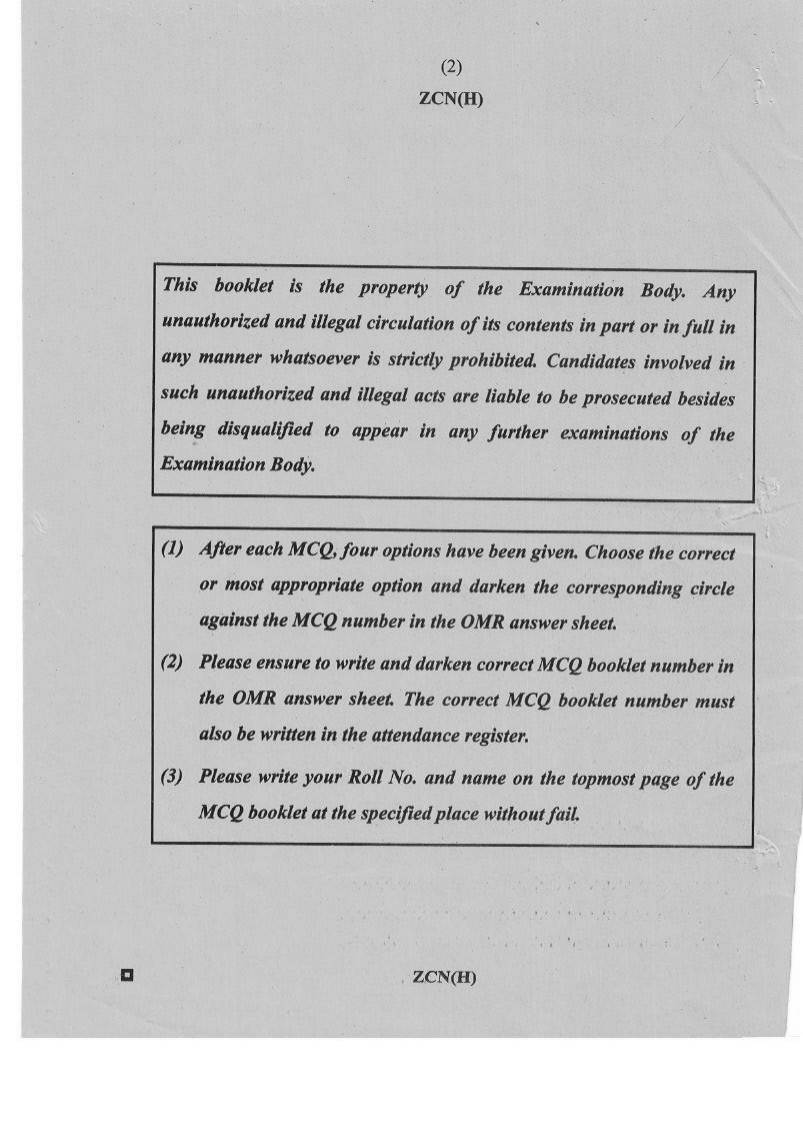 (2)
ZCN(H)
This booklet is the property of the Examination Body. Any
unauthorized and illegal circulation of its contents in part or in full in
any manner whatsoever is strictly prohibited. Candidates involved in
such unauthorized and illegal acts are liable to be prosecuted besides
being disqualified to appear in any further examinations of the
Examination Body.
(1) After each MCQ, four options have been given. Choose the correct
or most appropriate option and darken the corresponding circle
against the MCQ number in the OMR answer sheet.
(2) Please ensure to write and darken correct MCQ booklet number in
the OMR answer sheet. The correct MCQ booklet number must
also be written in the attendance register.
(3) Please write your Roll No. and name on the topmost page of the
MCQ booklet at the specified place without fail.
ZCN(H)